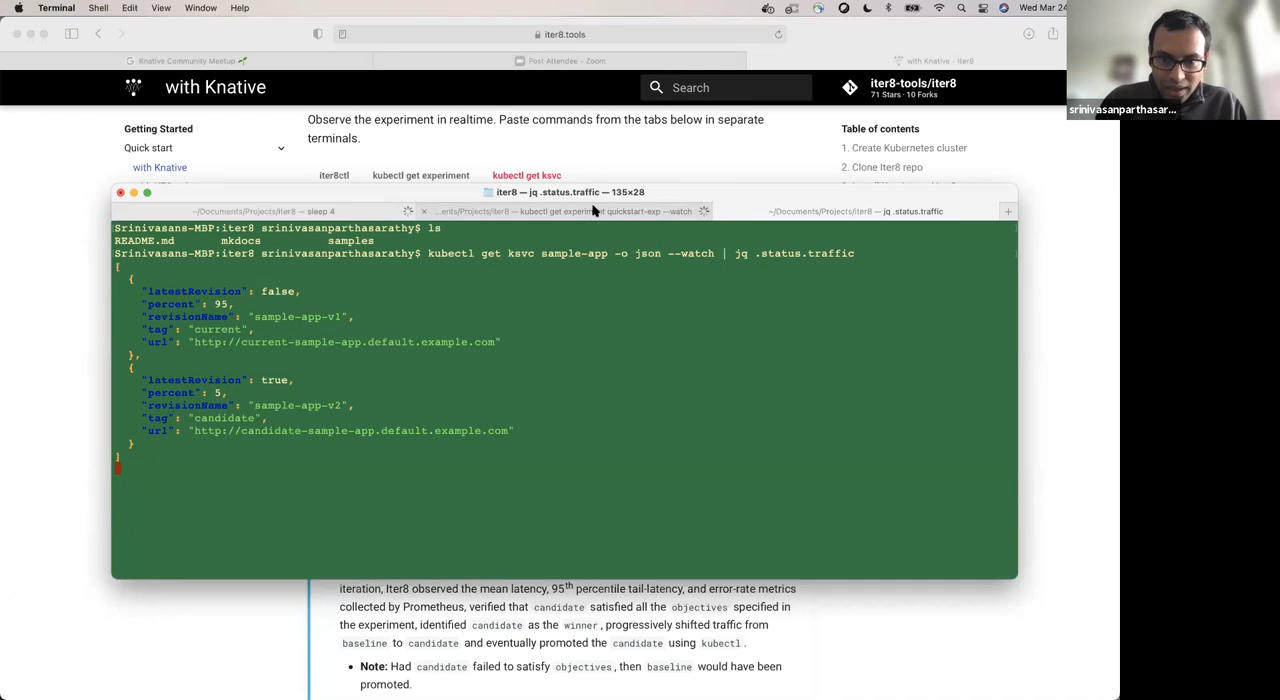 Terminal Shell Edit View Window Help
Wed Mar 24
iter8.tools
Knative Community Meetup 🌱
Post Attendee - Zoom
with Knative - Iter8
with Knative
Search
iter8-tools/iter8
71 Stars · 10 Forks
srinivasanparthasar...
Getting Started
Quick start
with Knative
Observe the experiment in realtime. Paste commands from the tabs below in separate
terminals.
iter8ctl
kubectl get experiment
kubectl get ksvc
Table of contents
1. Create Kubernetes cluster
2. Clone Iter8 repo
iter8 — jq .status.traffic — 135×28
~/Documents/Projects/iter8 — sleep 4
...ents/Projects/iter8 — kubectl get experiment quickstart-exp --watch
~/Documents/Projects/iter8 — jq .status.traffic
Srinivasans-MBP:iter8 srinivasanparthasarathy$ ls
README.md mkdocs samples
Srinivasans-MBP:iter8 srinivasanparthasarathy$ kubectl get ksvc sample-app -o json --watch | jq .status.traffic
[
{
"latestRevision": false,
"percent": 95,
"revisionName": "sample-app-v1",
"tag": "current",
"url": "http://current-sample-app.default.example.com"
},
{
"latestRevision": true,
"percent": 5,
"revisionName": "sample-app-v2",
"tag": "candidate",
"url": "http://candidate-sample-app.default.example.com"
}
]
iteration, Iter8 observed the mean latency, 95th percentile tail-latency, and error-rate metrics
collected by Prometheus, verified that candidate satisfied all the objectives specified in
the experiment, identified candidate as the winner, progressively shifted traffic from
baseline to candidate and eventually promoted the candidate using kubectl.
• Note: Had candidate failed to satisfy objectives, then baseline would have been
promoted.